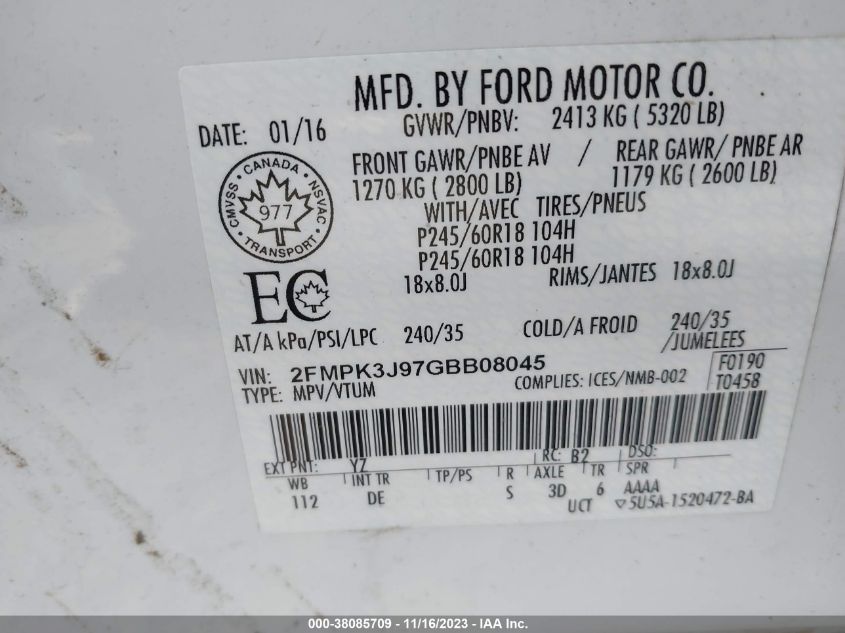 MFD. BY FORD MOTOR CO.
DATE: 01/16 GVWR/PNBV: 2413 KG ( 5320 LB)
FRONT GAWR/PNBE AV / REAR GAWR/ PNBE AR
1270 KG ( 2800 LB) 1179 KG ( 2600 LB)
WITH/AVEC TIRES/PNEUS
P245/60R18 104H
P245/60R18 104H
18x8.0J RIMS/JANTES 18x8.0J
CANADA
CMVSS NSVAC
977
TRANSPORT
EC
AT/A kPa/PSI/LPC 240/35 COLD/A FROID 240/35
/JUMELEES
VIN: 2FMPK3J97GBB08045 F0190
TYPE: MPV/VTUM COMPLIES: ICES/NMB-002 T0458
EXT PNT: YZ RC: B2 DSO:
WB INT TR TP/PS R AXLE TR SPR
112 DE S 3D 6 AAAA
UCT ▽5U5A-1520472-BA
000-38085709 - 11/16/2023 - IAA Inc.